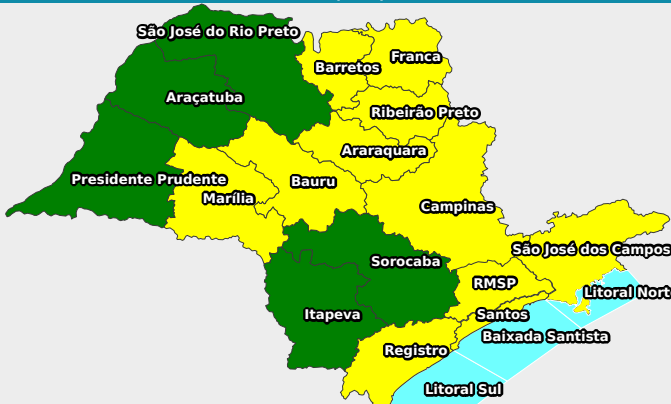 São José do Rio Preto
Franca
Barretos
Araçatuba
Ribeirão Preto
Araraquara
Presidente Prudente
Bauru
Marília
Campinas
São José dos Campos
Sorocaba
RMSP
Litoral Nort
Itapeva
Santos
Baixada Santista
Registro
Litoral Sul